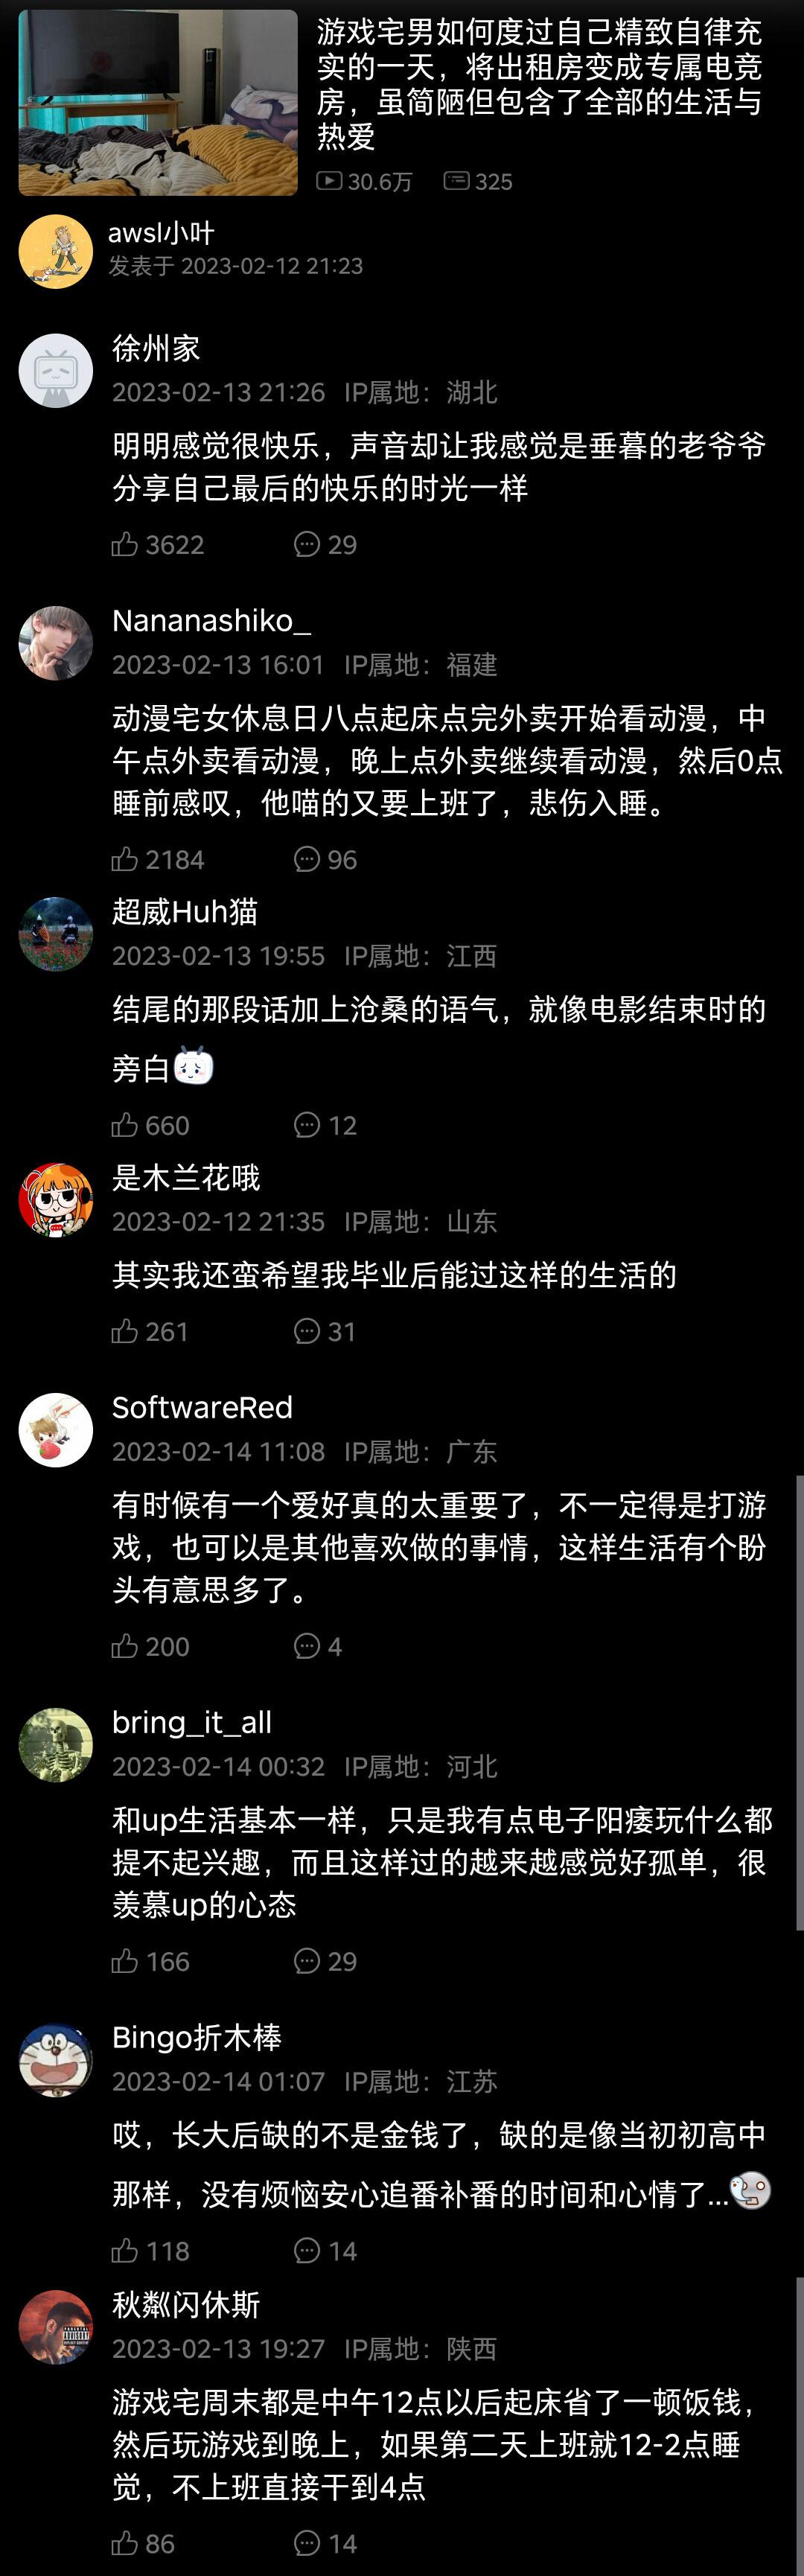 游戏宅男如何度过自己精致自律充
实的一天，将出租房变成专属电竞
房，虽简陋但包含了全部的生活与
热爱
30.6万 325
awsl小叶
发表于 2023-02-12 21:23
徐州家
2023-02-13 21:26 IP属地：湖北
明明感觉很快乐，声音却让我感觉是垂暮的老爷爷
分享自己最后的快乐的时光一样
3622 29
Nananashiko_
2023-02-13 16:01 IP属地：福建
动漫宅女休息日八点起床点完外卖开始看动漫，中
午点外卖看动漫，晚上点外卖继续看动漫，然后0点
睡前感叹，他喵的又要上班了，悲伤入睡。
2184 96
超威Huh猫
2023-02-13 19:55 IP属地：江西
结尾的那段话加上沧桑的语气，就像电影结束时的
旁白
660 12
是木兰花哦
2023-02-12 21:35 IP属地：山东
其实我还蛮希望我毕业后能过这样的生活的
261 31
SoftwareRed
2023-02-14 11:08 IP属地：广东
有时候有一个爱好真的太重要了，不一定得是打游
戏，也可以是其他喜欢做的事情，这样生活有个盼
头有意思多了。
200 4
bring_it_all
2023-02-14 00:32 IP属地：河北
和up生活基本一样，只是我有点电子阳痿玩什么都
提不起兴趣，而且这样过的越来越感觉好孤单，很
羡慕up的心态
166 29
Bingo折木棒
2023-02-14 01:07 IP属地：江苏
哎，长大后缺的不是金钱了，缺的是像当初初高中
那样，没有烦恼安心追番补番的时间和心情了...
118 14
秋粼闪休斯
2023-02-13 19:27 IP属地：陕西
游戏宅周末都是中午12点以后起床省了一顿饭钱，
然后玩游戏到晚上，如果第二天上班就12-2点睡
觉，不上班直接干到4点
86 14